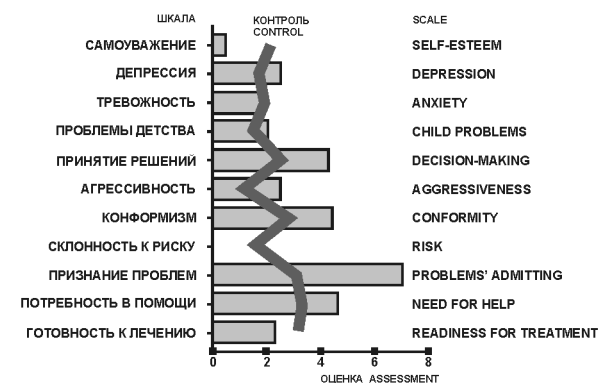 ШКАЛА КОНТРОЛЬ SCALE
CONTROL
САМОУВАЖЕНИЕ SELF-ESTEEM
ДЕПРЕССИЯ DEPRESSION
ТРЕВОЖНОСТЬ ANXIETY
ПРОБЛЕМЫ ДЕТСТВА CHILD PROBLEMS
ПРИНЯТИЕ РЕШЕНИЙ DECISION-MAKING
АГРЕССИВНОСТЬ AGGRESSIVENESS
КОНФОРМИЗМ CONFORMITY
СКЛОННОСТЬ К РИСКУ RISK
ПРИЗНАНИЕ ПРОБЛЕМ PROBLEMS' ADMITTING
ПОТРЕБНОСТЬ В ПОМОЩИ NEED FOR HELP
ГОТОВНОСТЬ К ЛЕЧЕНИЮ READINESS FOR TREATMENT
0 2 4 6 8
ОЦЕНКА ASSESSMENT